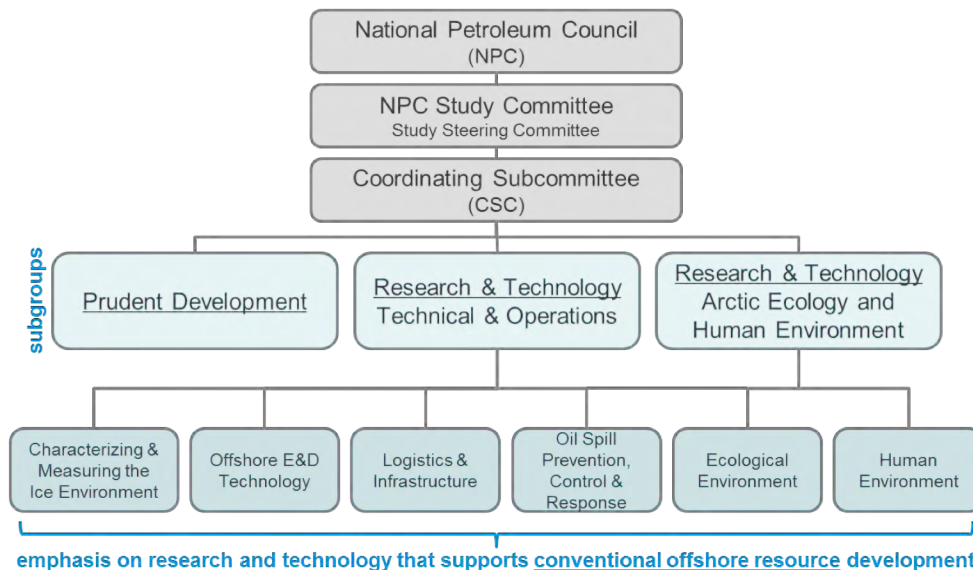 National Petroleum Council
(NPC)
NPC Study Committee
Study Steering Committee
Coordinating Subcommittee
(CSC)
subgroups
Prudent Development
Research & Technology
Technical & Operations
Research & Technology
Arctic Ecology and
Human Environment
Characterizing &
Measuring the
Ice Environment
Offshore E&D
Technology
Logistics &
Infrastructure
Oil Spill
Prevention,
Control &
Response
Ecological
Environment
Human
Environment
emphasis on research and technology that supports conventional offshore resource development